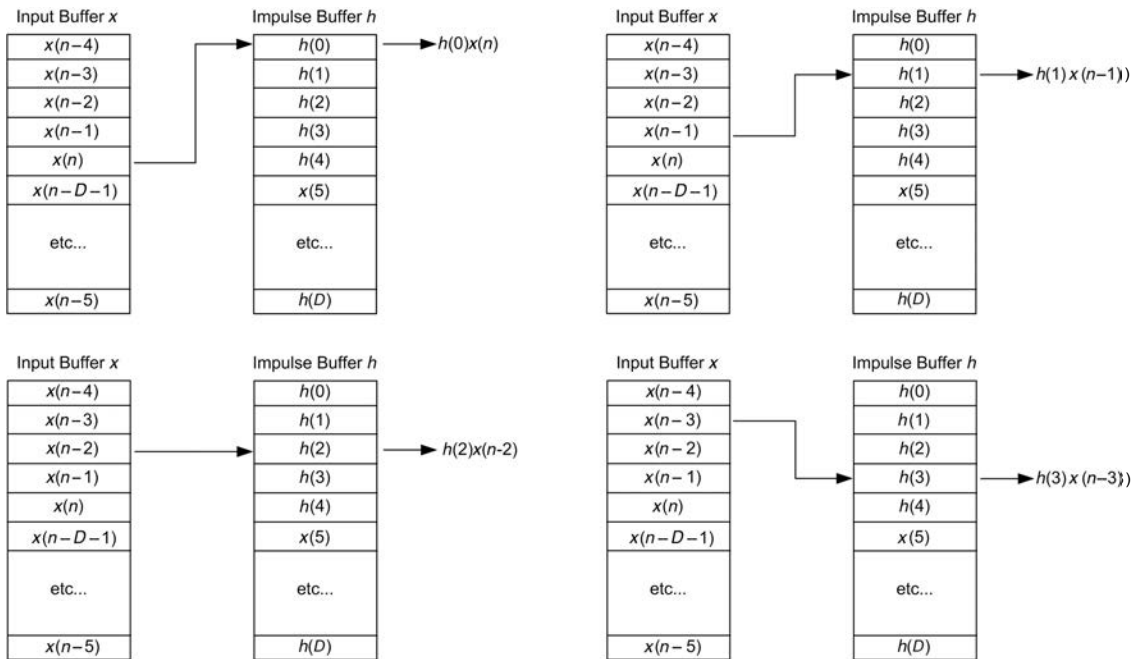 Input Buffer x
x(n−4)
x(n−3)
x(n−2)
x(n−1)
x(n)
x(n−D−1)
etc...
x(n−5)
Impulse Buffer h
h(0)
h(1)
h(2)
h(3)
h(4)
x(5)
etc...
h(D)
h(0)x(n)
Input Buffer x
x(n−4)
x(n−3)
x(n−2)
x(n−1)
x(n)
x(n−D−1)
etc...
x(n−5)
Impulse Buffer h
h(0)
h(1)
h(2)
h(3)
h(4)
x(5)
etc...
h(D)
h(1) x (n−1))
Input Buffer x
x(n−4)
x(n−3)
x(n−2)
x(n−1)
x(n)
x(n−D−1)
etc...
x(n−5)
Impulse Buffer h
h(0)
h(1)
h(2)
h(3)
h(4)
x(5)
etc...
h(D)
h(2)x(n-2)
Input Buffer x
x(n−4)
x(n−3)
x(n−2)
x(n−1)
x(n)
x(n−D−1)
etc...
x(n−5)
Impulse Buffer h
h(0)
h(1)
h(2)
h(3)
h(4)
x(5)
etc...
h(D)
h(3) x (n−3))